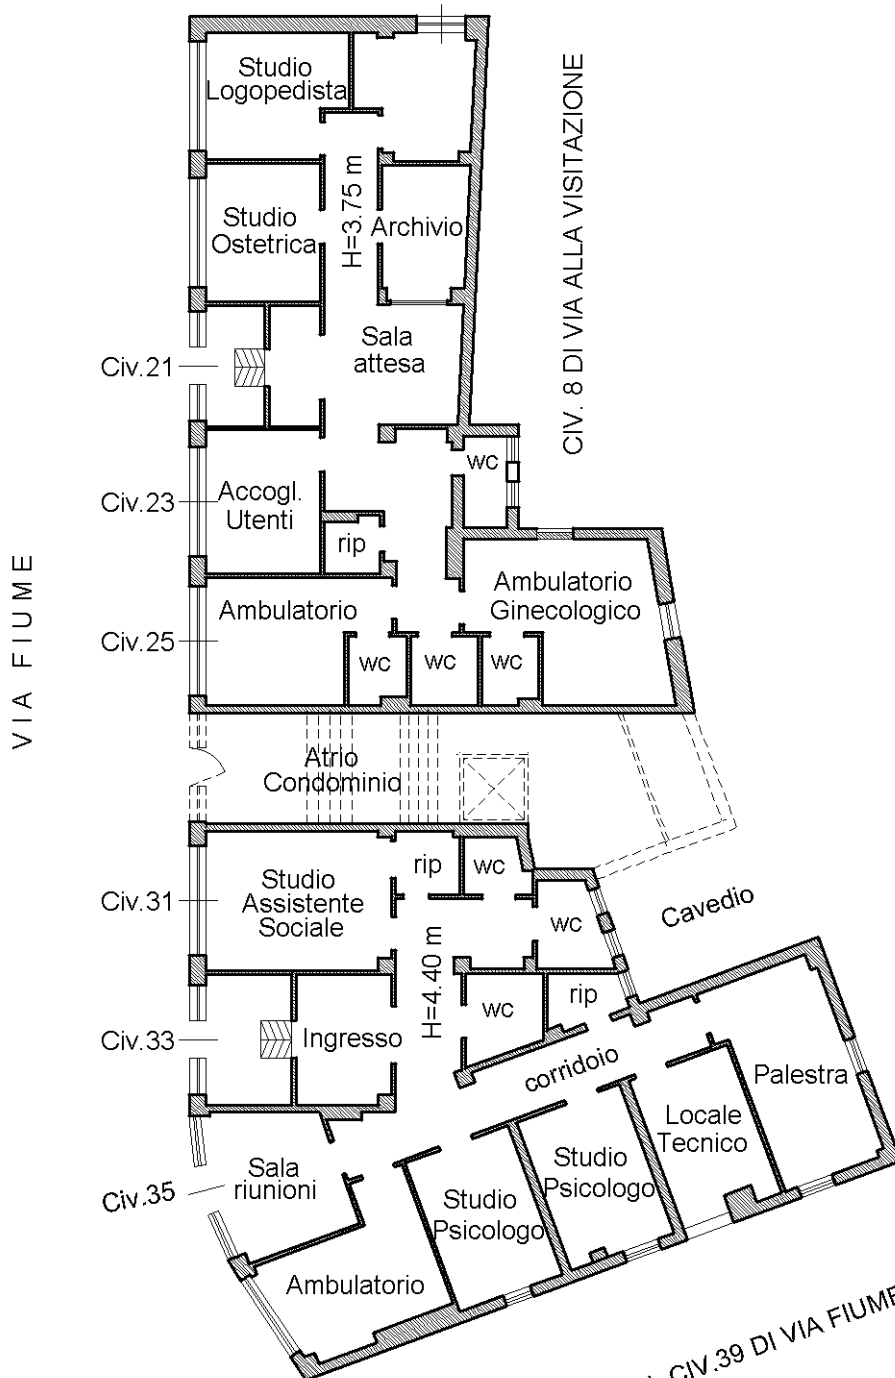 Studio
Logopedista
H=3.75 m
Studio
Ostetrica
Archivio
CIV. 8 DI VIA ALLA VISITAZIONE
Civ.21
Sala
attesa
Civ.23
Accogl.
Utenti
wc
rip
VIA FIUME
Ambulatorio
Ginecologico
Civ.25
Ambulatorio
wc
wc
wc
Atrio
Condominio
Civ.31
Studio
Assistente
Sociale
rip
wc
wc
Cavedio
H=4.40 m
Civ.33
Ingresso
wc
rip
corridoio
Palestra
Locale
Tecnico
Civ.35
Sala
riunioni
Studio
Psicologo
Studio
Psicologo
Ambulatorio
CIV.39 DI VIA FIUME